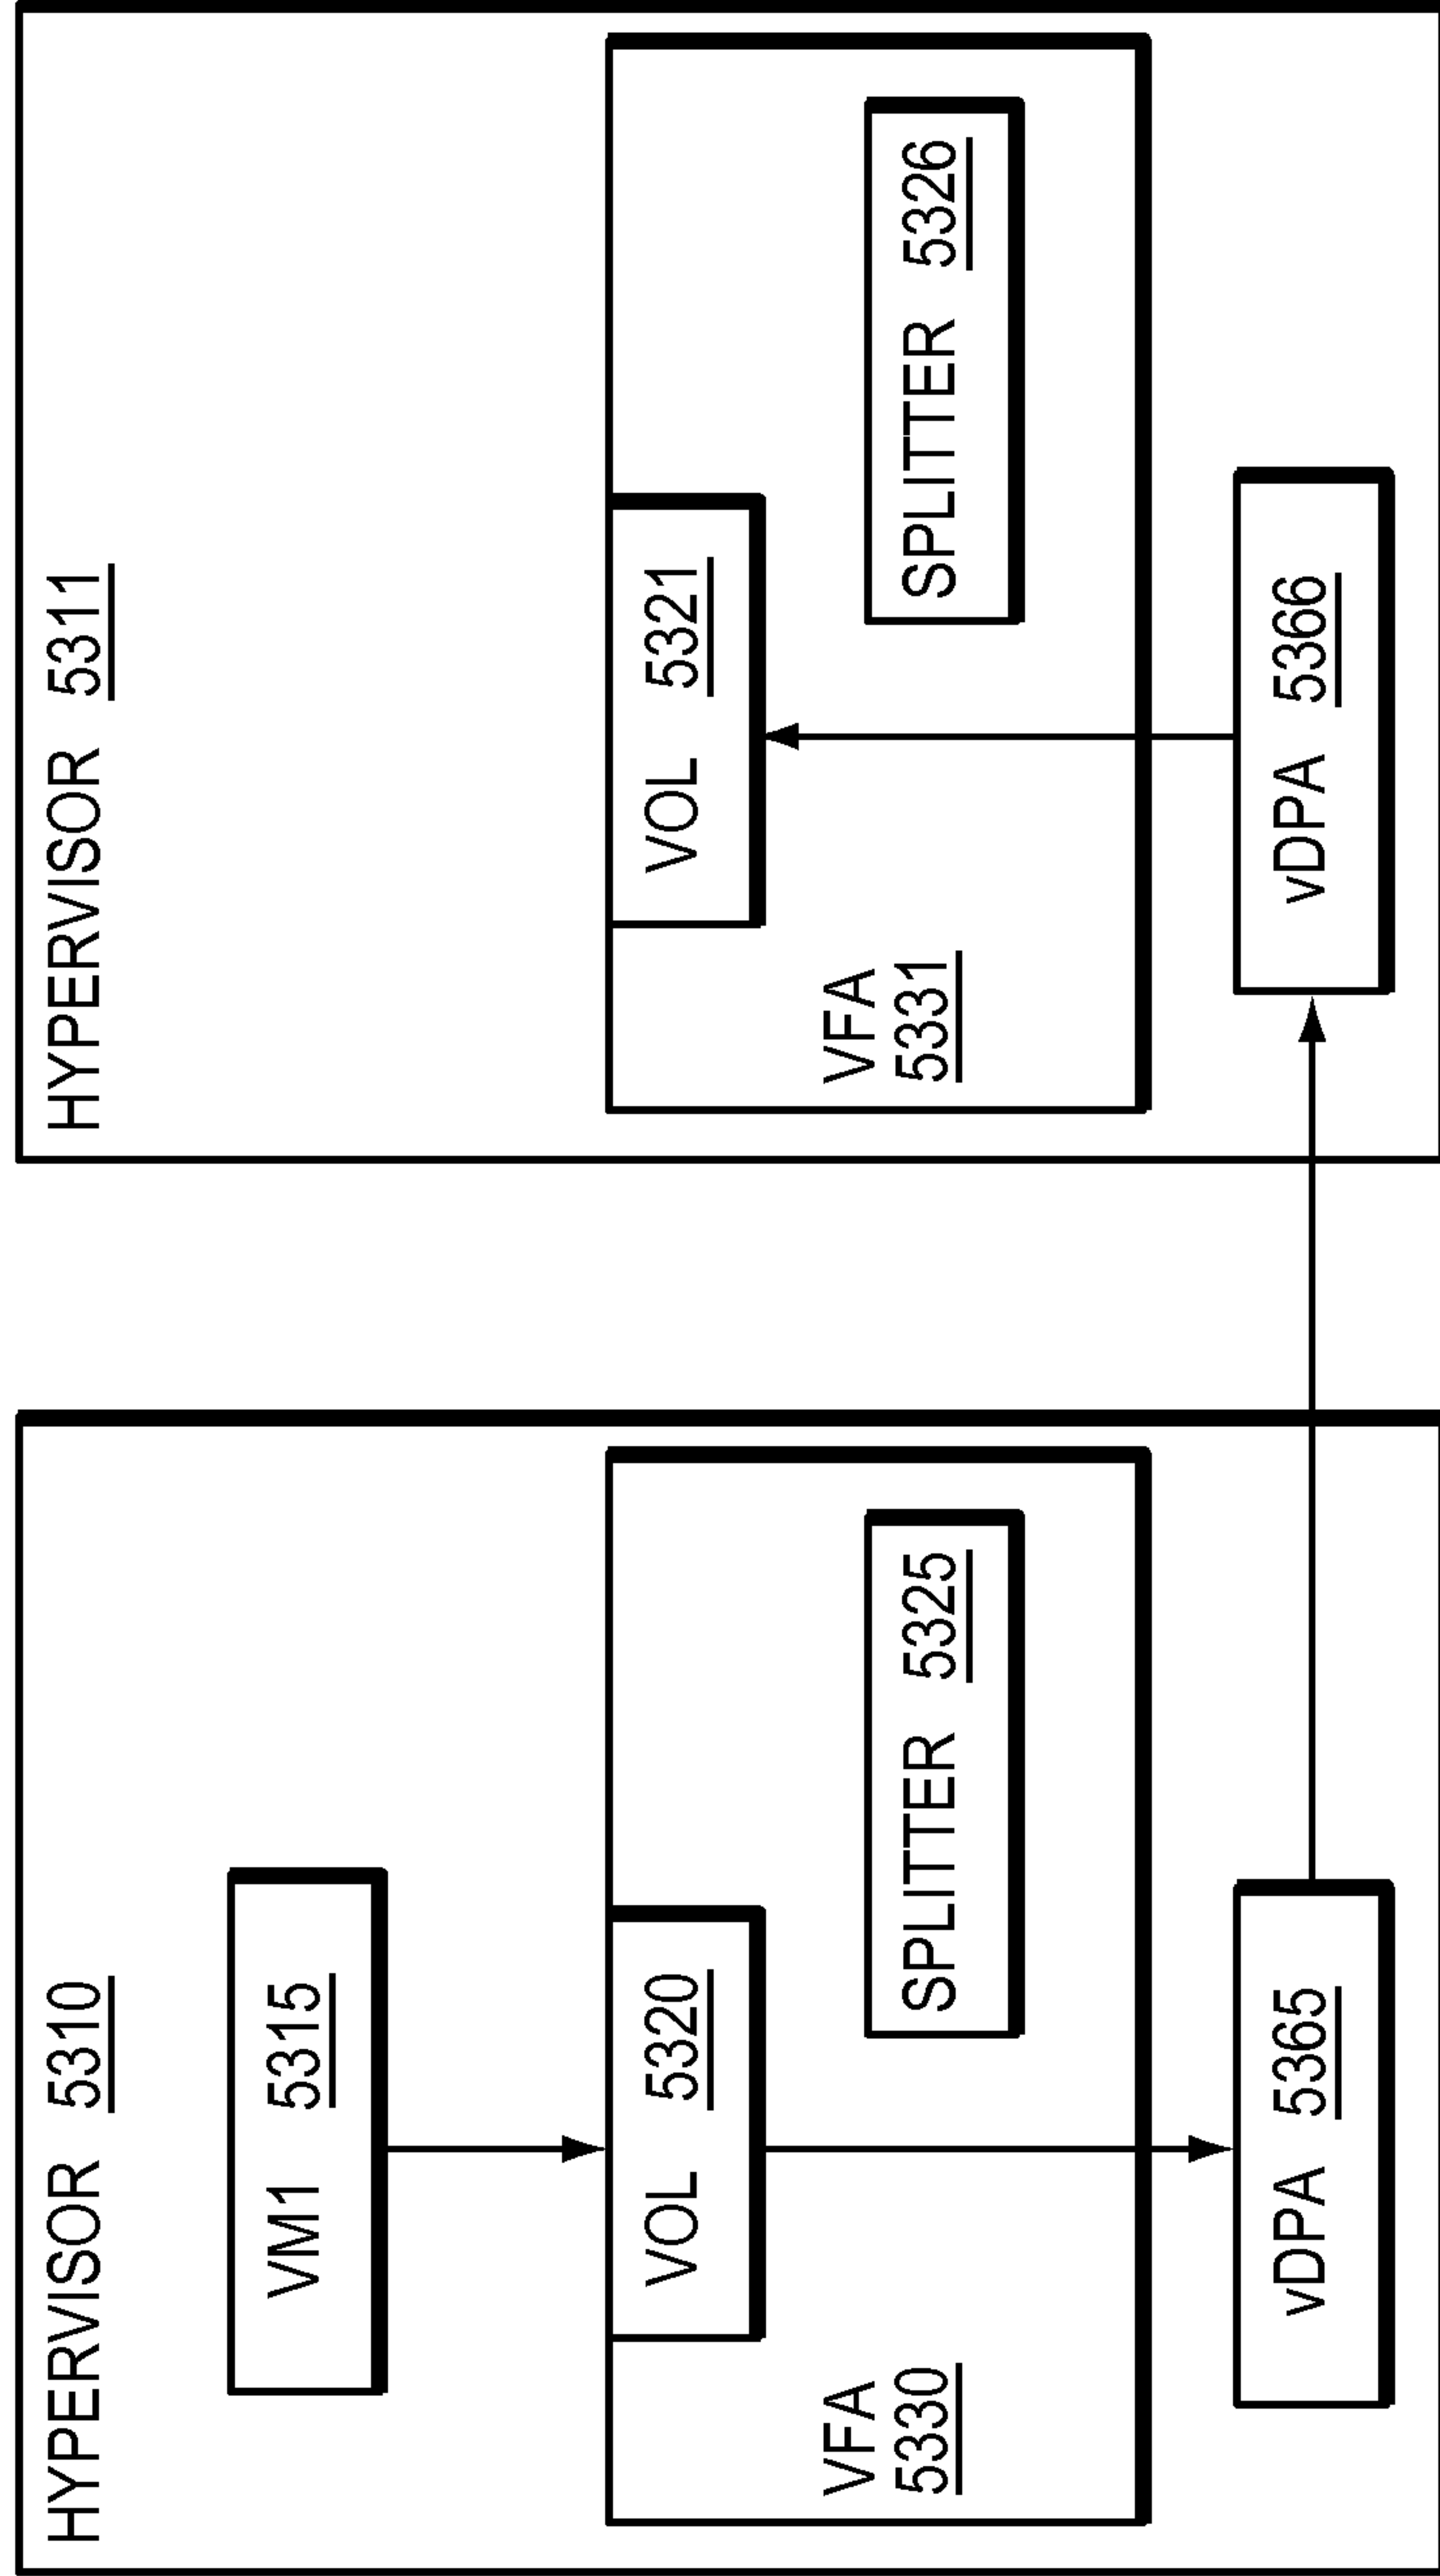 HYPERVISOR 5310
VM1 5315
VOL 5320
SPLITTER 5325
VFA
5330
vDPA 5365
HYPERVISOR 5311
VOL 5321
SPLITTER 5326
VFA
5331
vDPA 5366